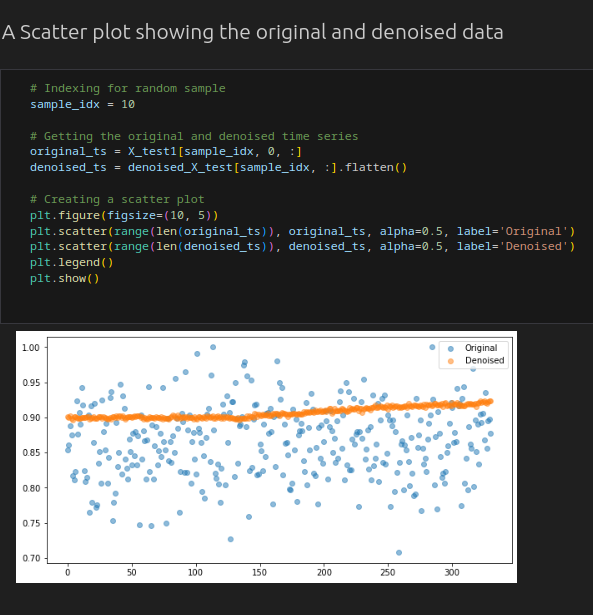 A Scatter plot showing the original and denoised data
# Indexing for random sample
sample_idx = 10
# Getting the original and denoised time series
original_ts = X_test1[sample_idx, 0, :]
denoised_ts = denoised_X_test[sample_idx, :].flatten()
# Creating a scatter plot
plt.figure(figsize=(10, 5))
plt.scatter(range(len(original_ts)), original_ts, alpha=0.5, label='Original')
plt.scatter(range(len(denoised_ts)), denoised_ts, alpha=0.5, label='Denoised')
plt.legend()
plt.show()
Original
Denoised
1.00
0.95
0.90
0.85
0.80
0.75
0.70
0 50 100 150 200 250 300